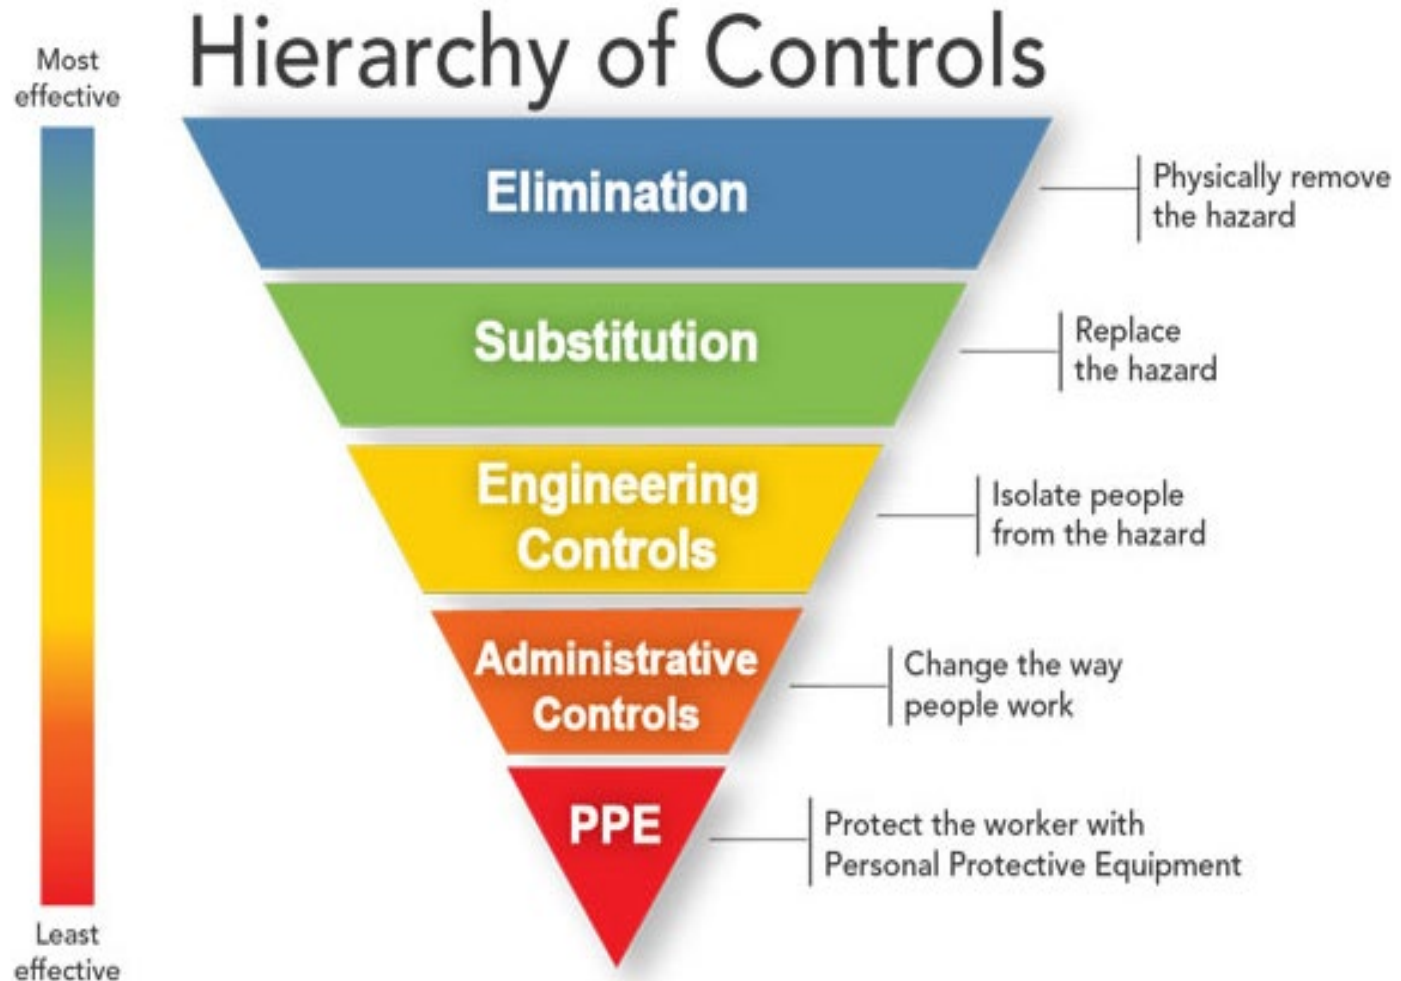 Hierarchy of Controls
Most
effective
Elimination
Physically remove
the hazard
Substitution
Replace
the hazard
Engineering
Controls
Isolate people
from the hazard
Administrative
Controls
Change the way
people work
PPE
Protect the worker with
Personal Protective Equipment
Least
effective